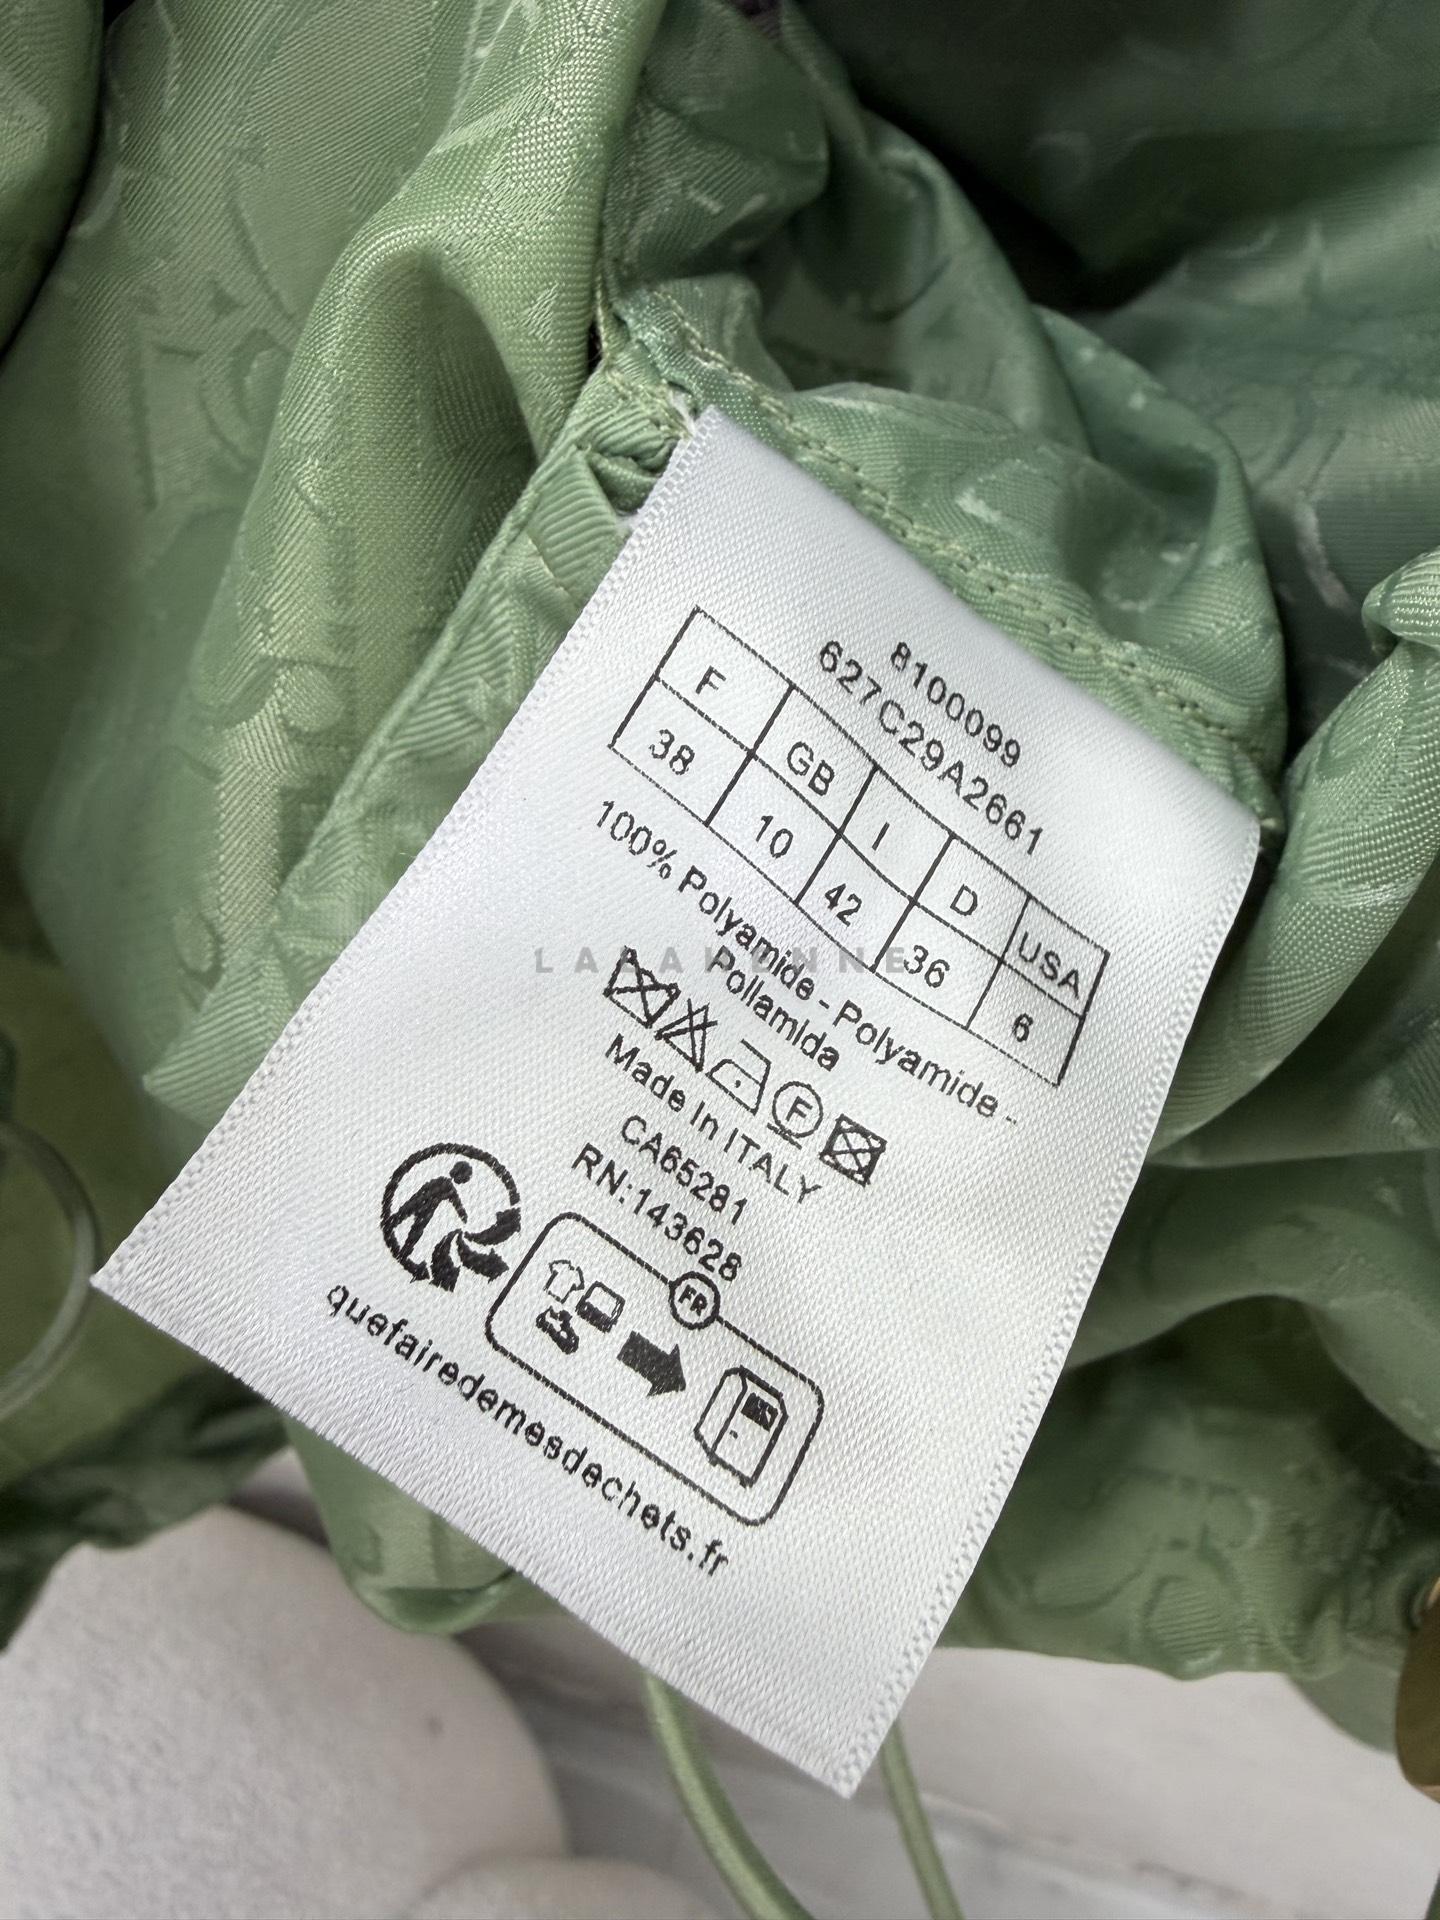 8100099
627C29A2661
F GB I D USA
38 10 42 36 6
100% Polyamide - Polyamide -
Poliamida
F
Made in ITALY
CA65281
RN:143628
FR
quefairedemesdechets.fr